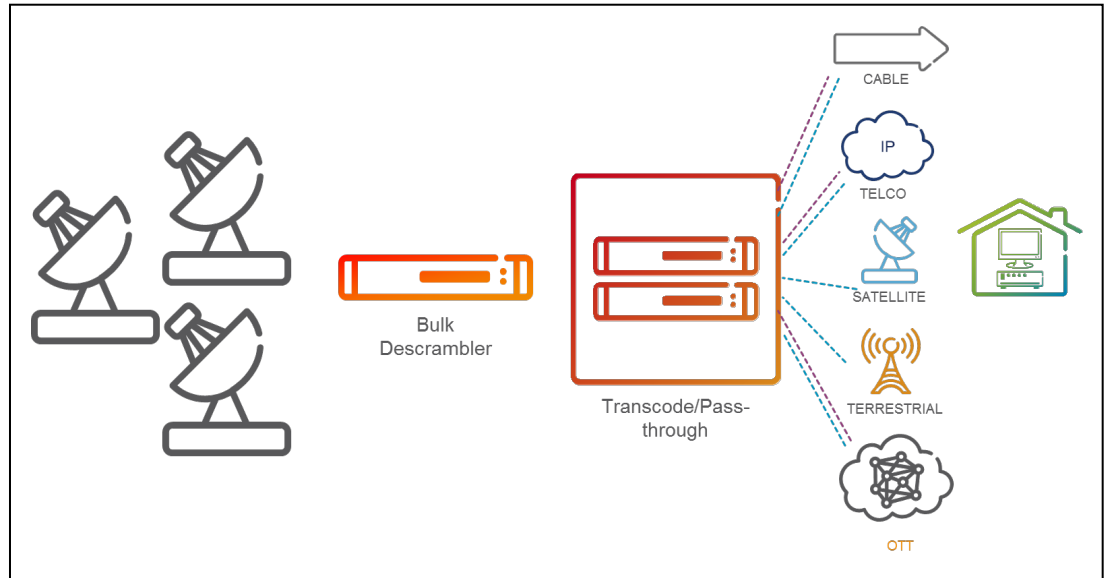 CABLE
IP
TELCO
SATELLITE
Bulk
Descrambler
TERRESTRIAL
Transcode/Pass-
through
OTT